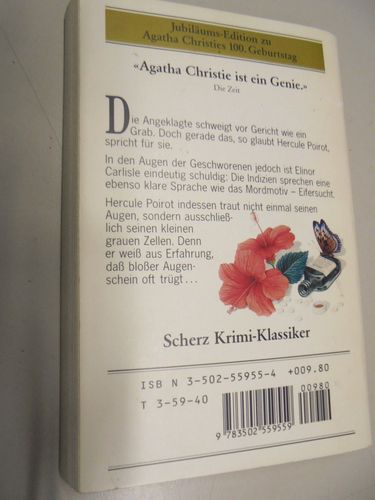 Jubiläums-Edition zu
Agatha Christies 100. Geburtstag
«Agatha Christie ist ein Genie.»
Die Zeit
Die Angeklagte schweigt vor Gericht wie ein
Grab. Doch gerade das, so glaubt Hercule Poirot,
spricht für sie.
In den Augen der Geschworenen jedoch ist Elinor
Carlisle eindeutig schuldig: Die Indizien sprechen eine
ebenso klare Sprache wie das Mordmotiv – Eifersucht.
Hercule Poirot indessen traut nicht einmal seinen
Augen, sondern ausschließ-
lich seinen kleinen
grauen Zellen. Denn
er weiß aus Erfahrung,
daß bloßer Augen-
schein oft trügt...
Scherz Krimi-Klassiker
ISBN 3-502-55955-4 +009.80
T 3-59-40
00980
9 783502 559559